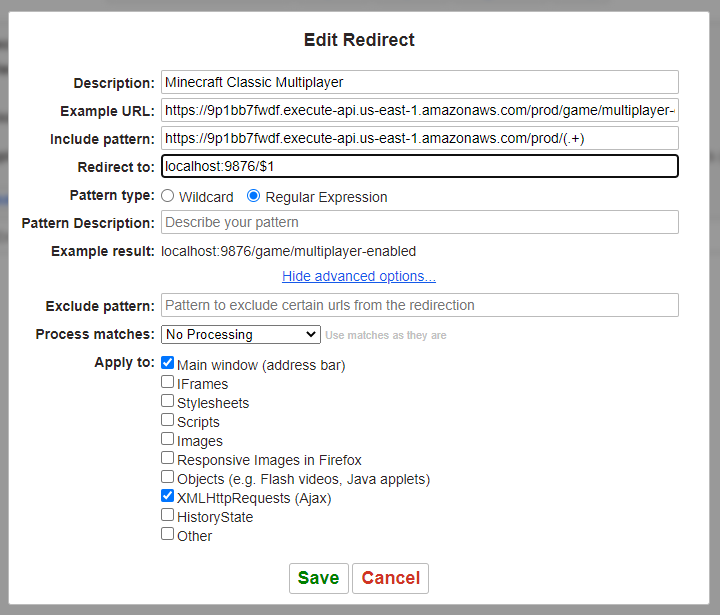 Edit Redirect
Description: Minecraft Classic Multiplayer
Example URL: https://9p1bb7fwdf.execute-api.us-east-1.amazonaws.com/prod/game/multiplayer-
Include pattern: https://9p1bb7fwdf.execute-api.us-east-1.amazonaws.com/prod/(.+)
Redirect to: localhost:9876/$1
Pattern type: Wildcard Regular Expression
Pattern Description: Describe your pattern
Example result: localhost:9876/game/multiplayer-enabled
Hide advanced options...
Exclude pattern: Pattern to exclude certain urls from the redirection
Process matches: No Processing Use matches as they are
Apply to: Main window (address bar)
IFrames
Stylesheets
Scripts
Images
Responsive Images in Firefox
Objects (e.g. Flash videos, Java applets)
XMLHttpRequests (Ajax)
HistoryState
Other
Save Cancel